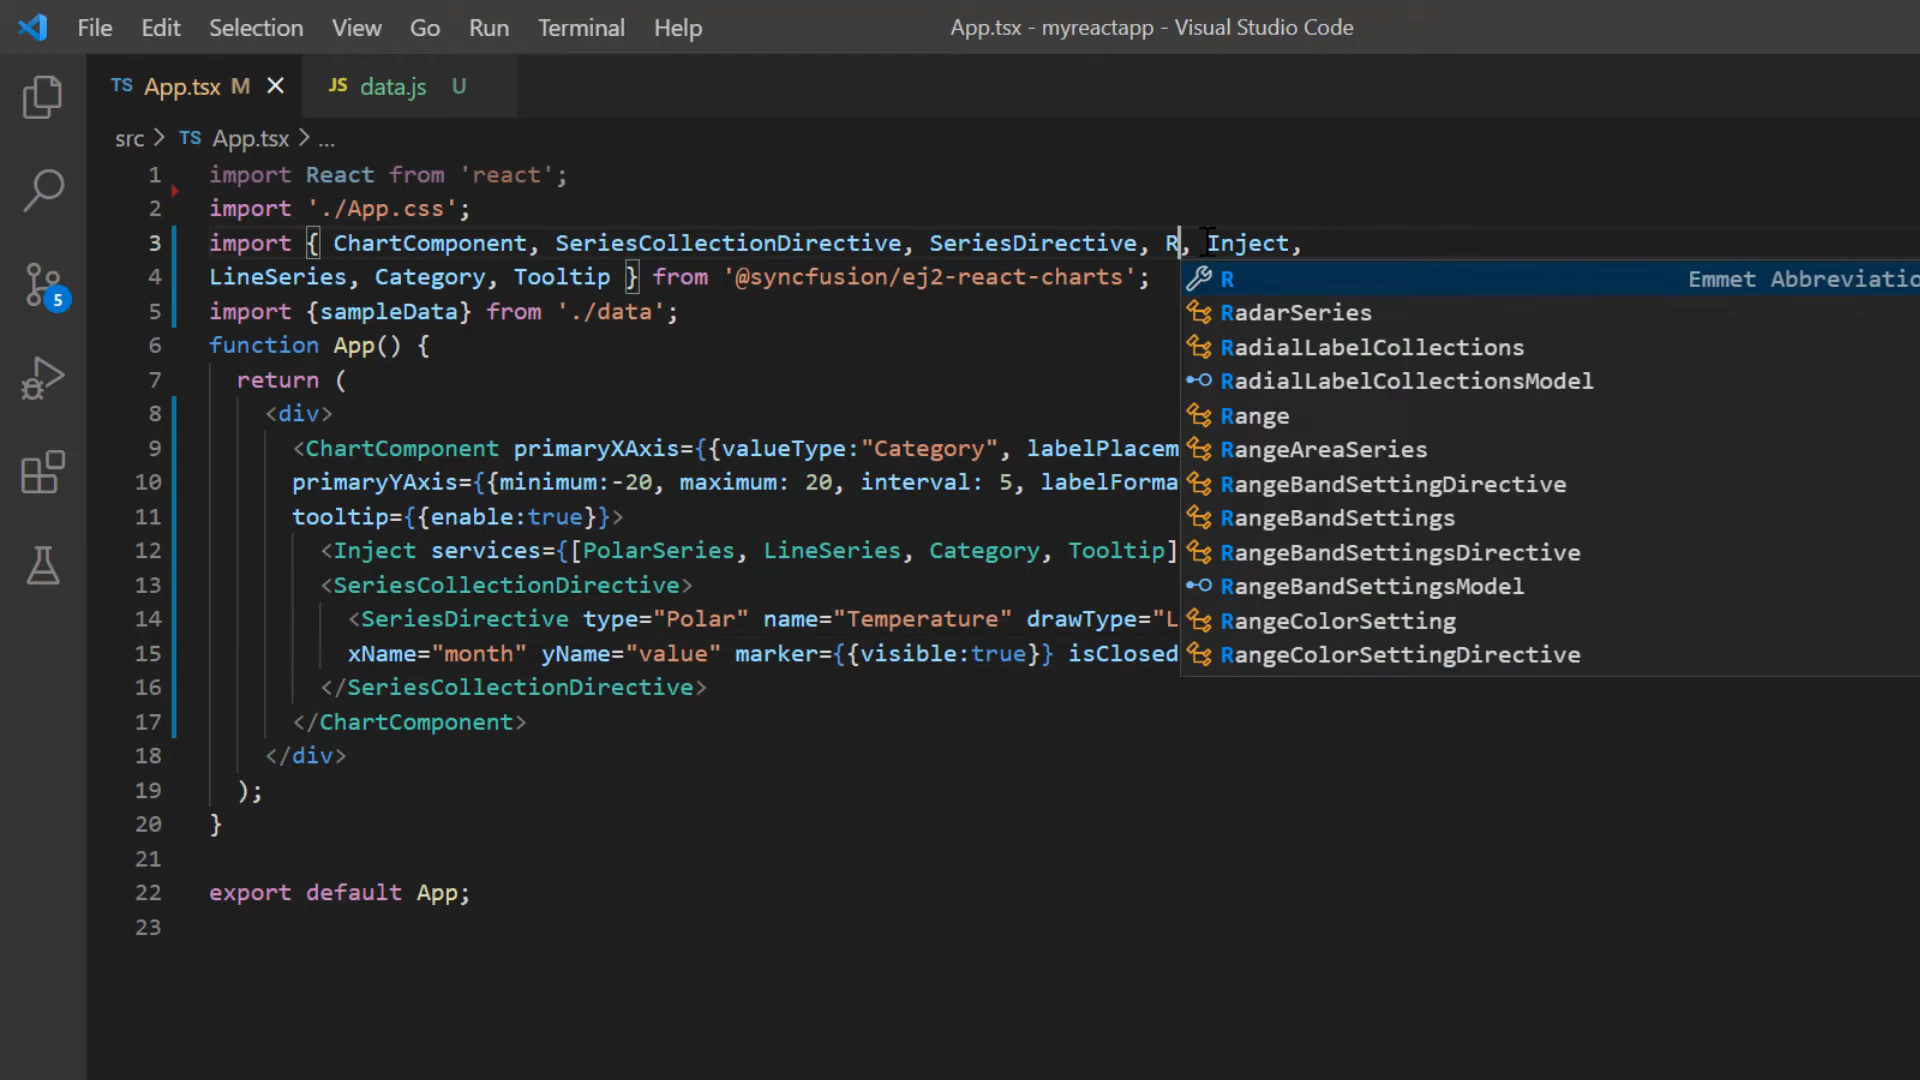 File Edit Selection View Go Run Terminal Help App.tsx - myreactapp - Visual Studio Code
TS App.tsx M JS data.js U
src > TS App.tsx > ...
1 import React from 'react';
2 import './App.css';
3 import { ChartComponent, SeriesCollectionDirective, SeriesDirective, R, Inject,
4 LineSeries, Category, Tooltip } from '@syncfusion/ej2-react-charts';
5 import {sampleData} from './data';
6 function App() {
7 return (
8 <div>
9 <ChartComponent primaryXAxis={{valueType:"Category", labelPlacem
10 primaryYAxis={{minimum:-20, maximum: 20, interval: 5, labelForma
11 tooltip={{enable:true}}>
12 <Inject services={[PolarSeries, LineSeries, Category, Tooltip]
13 <SeriesCollectionDirective>
14 <SeriesDirective type="Polar" name="Temperature" drawType="L
15 xName="month" yName="value" marker={{visible:true}} isClosed
16 </SeriesCollectionDirective>
17 </ChartComponent>
18 </div>
19 );
20 }
21
22 export default App;
23
R Emmet Abbreviatio
RadarSeries
RadialLabelCollections
RadialLabelCollectionsModel
Range
RangeAreaSeries
RangeBandSettingDirective
RangeBandSettings
RangeBandSettingsDirective
RangeBandSettingsModel
RangeColorSetting
RangeColorSettingDirective
5